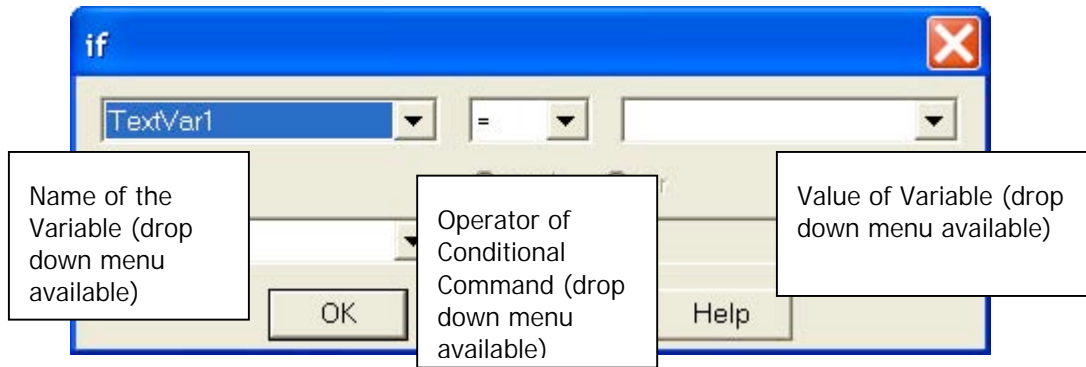 if
TextVar1
=
Name of the
Variable (drop
down menu
available)
Operator of
Conditional
Command (drop
down menu
available)
Value of Variable (drop
down menu available)
OK
Help